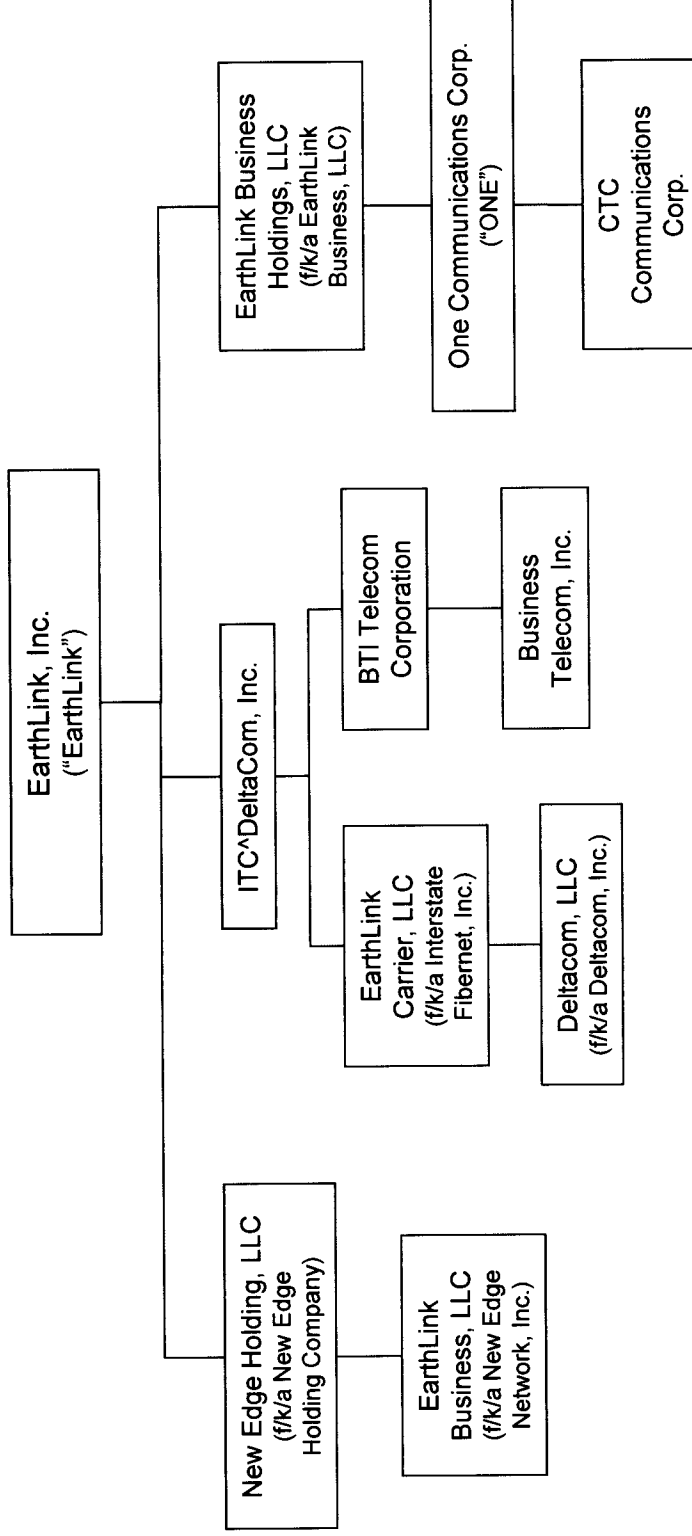 EarthLink, Inc.
("EarthLink")
New Edge Holding, LLC
(f/k/a New Edge
Holding Company)
EarthLink
Business, LLC
(f/k/a New Edge
Network, Inc.)
ITC^DeltaCom, Inc.
EarthLink
Carrier, LLC
(f/k/a Interstate
Fibernet, Inc.)
Deltacom, LLC
(f/k/a Deltacom, Inc.)
BTI Telecom
Corporation
Business
Telecom, Inc.
EarthLink Business
Holdings, LLC
(f/k/a EarthLink
Business, LLC)
One Communications Corp.
("ONE")
CTC
Communications
Corp.